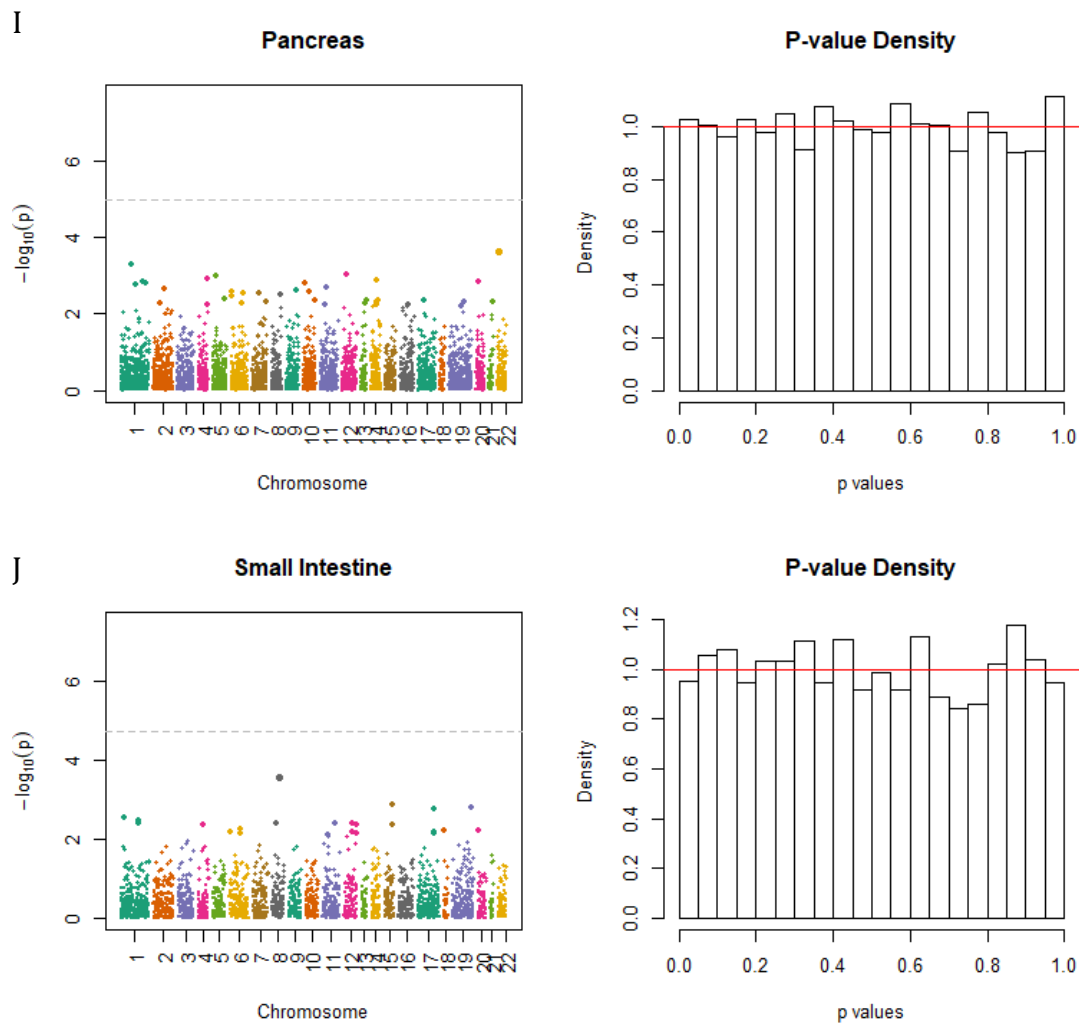 I
Pancreas
P-value Density
−log10(p)
6
4
2
0
1 2 3 4 5 6 7 8 9 10 11 12 13 14 15 16 17 18 19 20 21 22
Chromosome
Density
1.0
0.8
0.6
0.4
0.2
0.0
0.0 0.2 0.4 0.6 0.8 1.0
p values
J
Small Intestine
P-value Density
−log10(p)
6
4
2
0
1 2 3 4 5 6 7 8 9 10 11 12 13 14 15 16 17 18 19 20 21 22
Chromosome
Density
1.2
1.0
0.8
0.6
0.4
0.2
0.0
0.0 0.2 0.4 0.6 0.8 1.0
p values